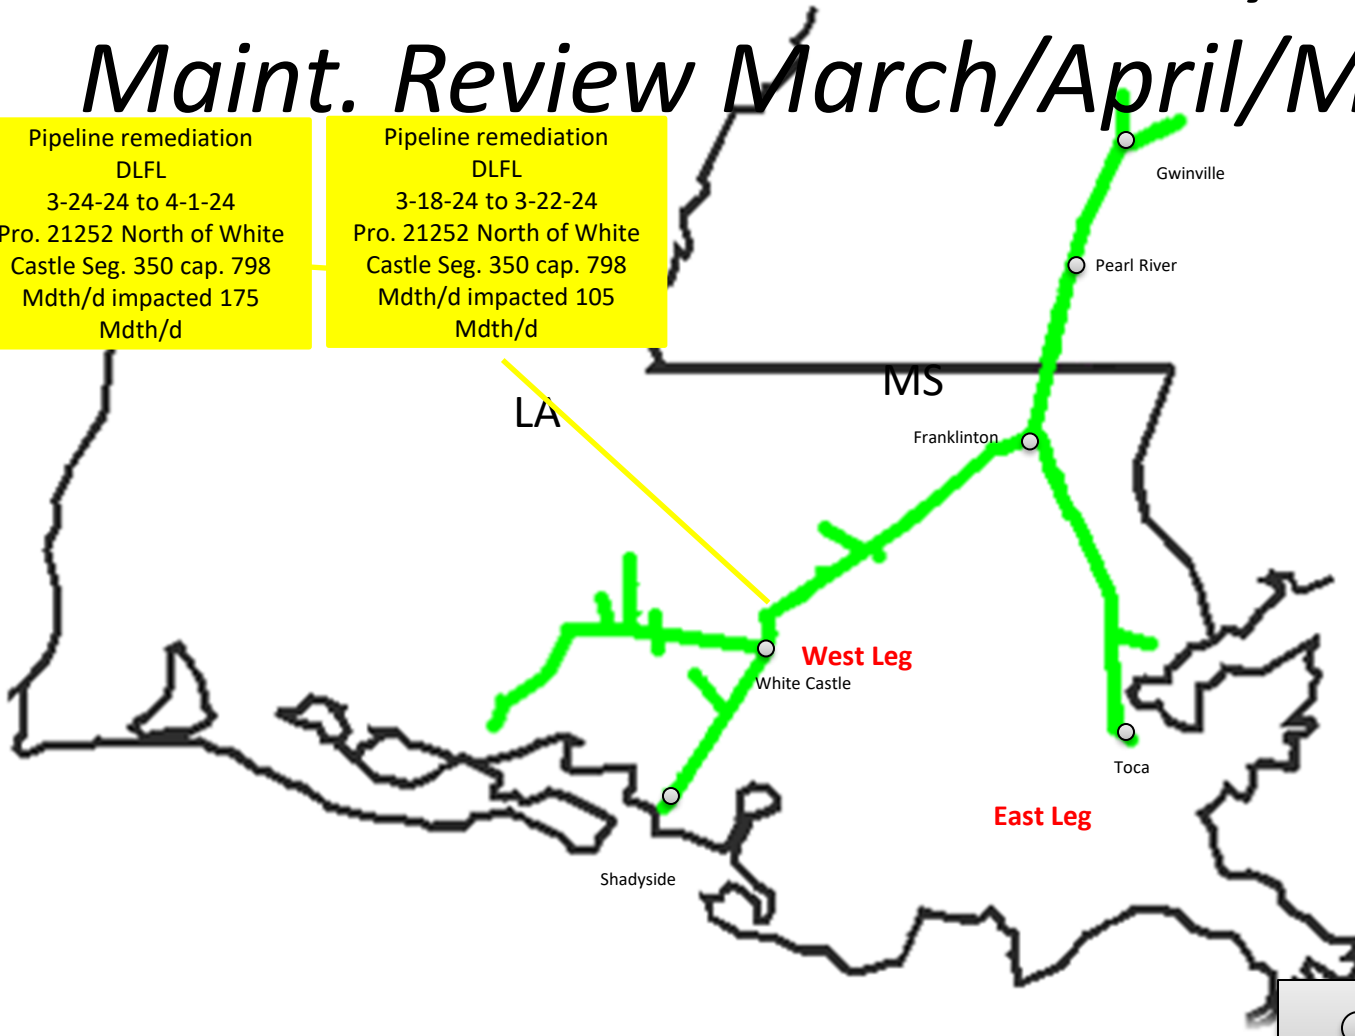 Maint. Review March/April/M
Pipeline remediation
DLFL
3-24-24 to 4-1-24
Pro. 21252 North of White
Castle Seg. 350 cap. 798
Mdth/d impacted 175
Mdth/d
Pipeline remediation
DLFL
3-18-24 to 3-22-24
Pro. 21252 North of White
Castle Seg. 350 cap. 798
Mdth/d impacted 105
Mdth/d
Gwinville
Pearl River
MS
LA
Franklinton
West Leg
White Castle
Toca
East Leg
Shadyside